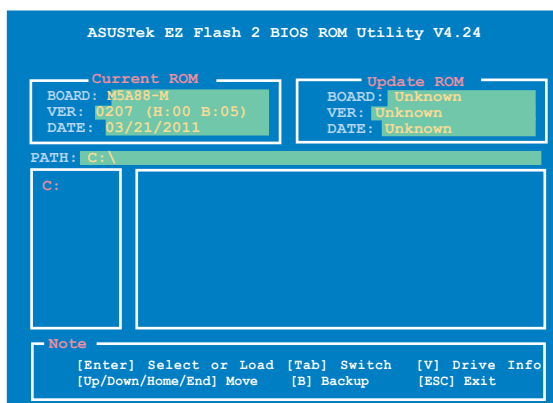 ASUSTek EZ Flash 2 BIOS ROM Utility V4.24
Current ROM
BOARD: M5A88-M
VER: 0207 (H:00 B:05)
DATE: 03/21/2011
Update ROM
BOARD: Unknown
VER: Unknown
DATE: Unknown
PATH: C:\
C:
Note
[Enter] Select or Load [Tab] Switch [V] Drive Info
[Up/Down/Home/End] Move [B] Backup [ESC] Exit